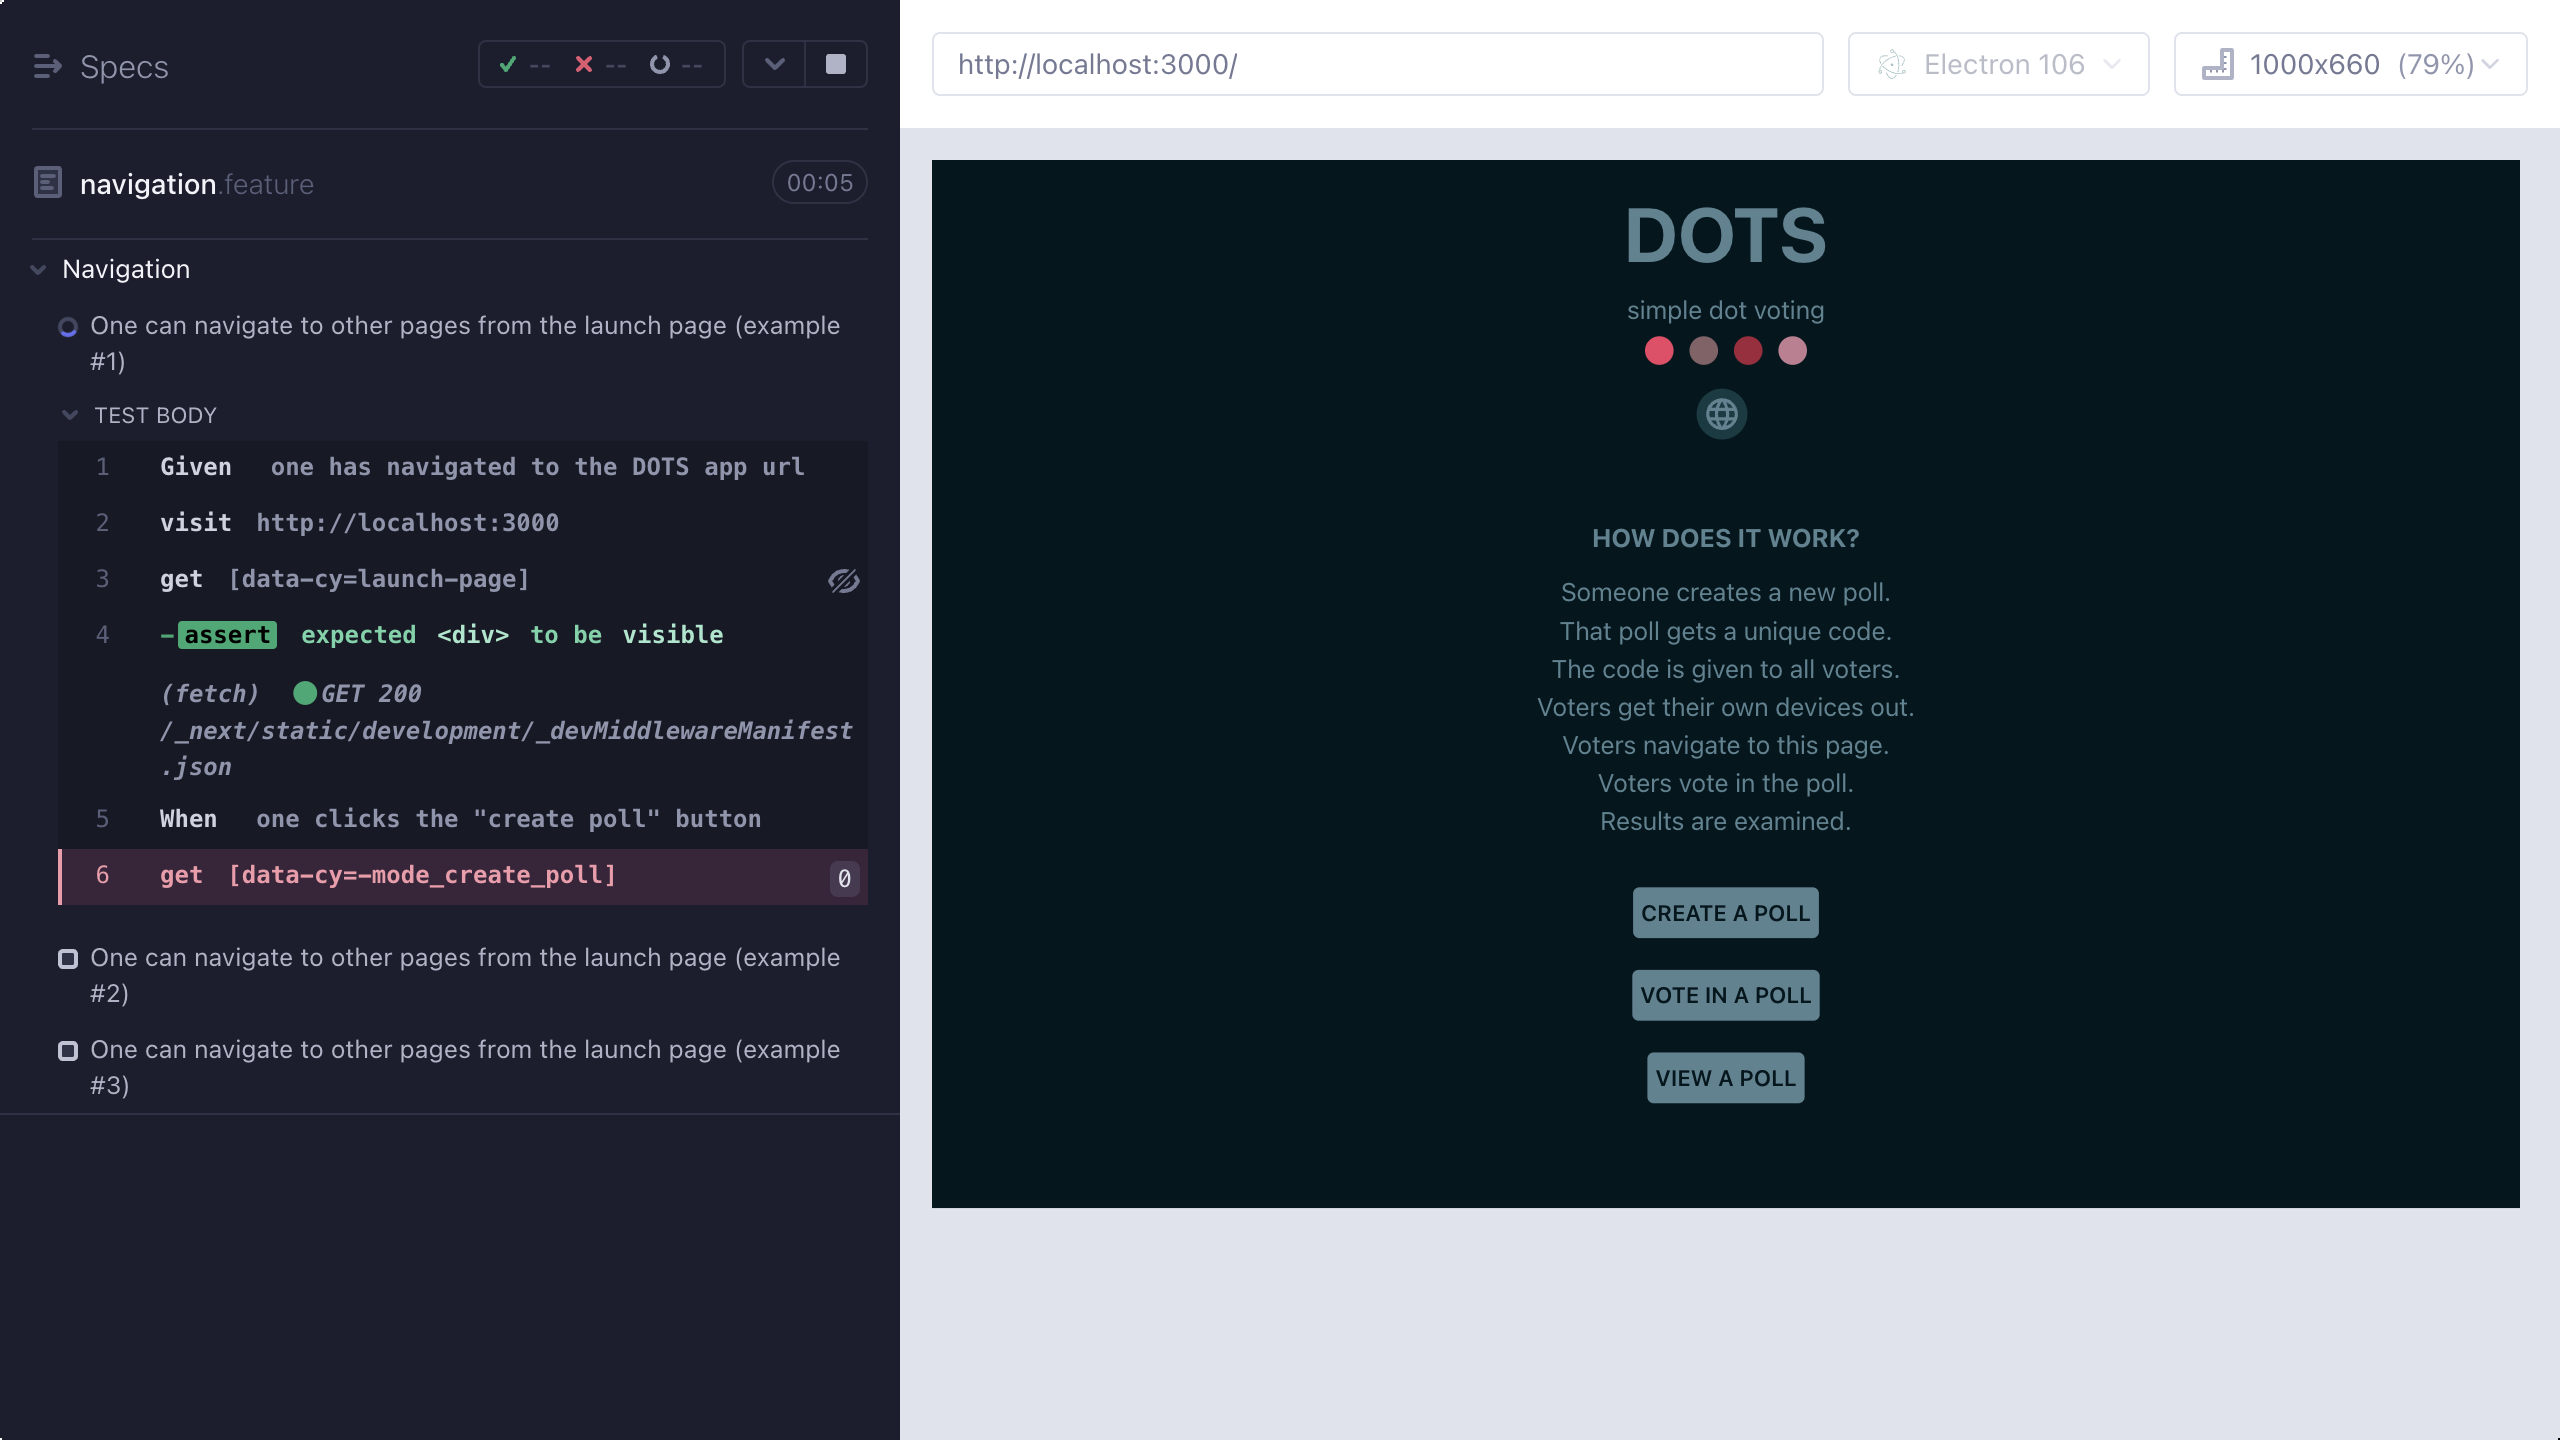 Specs
--
--
--
navigation.feature
00:05
Navigation
One can navigate to other pages from the launch page (example
#1)
TEST BODY
1 Given one has navigated to the DOTS app url
2 visit http://localhost:3000
3 get [data-cy=launch-page]
4 -assert expected <div> to be visible
(fetch) GET 200
/_next/static/development/_devMiddlewareManifest
.json
5 When one clicks the "create poll" button
6 get [data-cy=-mode_create_poll] 0
One can navigate to other pages from the launch page (example
#2)
One can navigate to other pages from the launch page (example
#3)
http://localhost:3000/
Electron 106
1000x660 (79%)
DOTS
simple dot voting
HOW DOES IT WORK?
Someone creates a new poll.
That poll gets a unique code.
The code is given to all voters.
Voters get their own devices out.
Voters navigate to this page.
Voters vote in the poll.
Results are examined.
CREATE A POLL
VOTE IN A POLL
VIEW A POLL